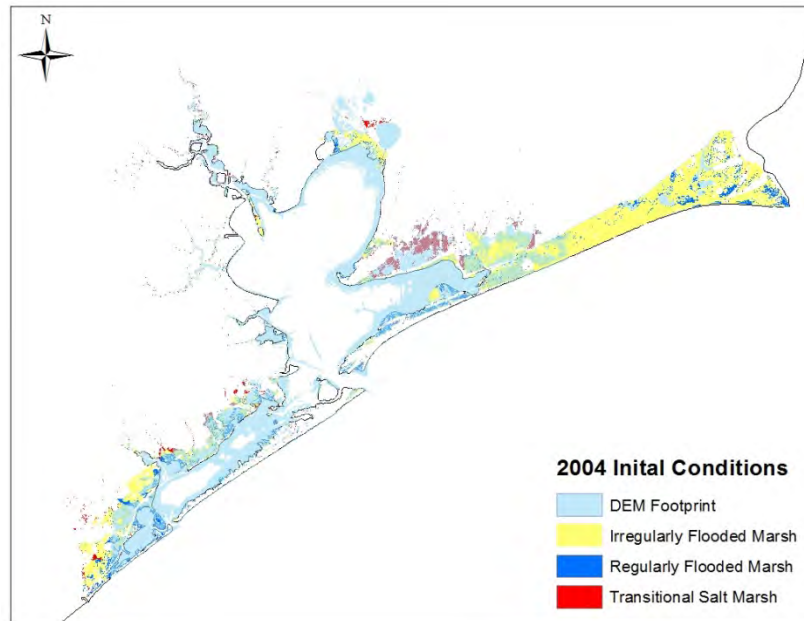 N
2004 Inital Conditions
DEM Footprint
Irregularly Flooded Marsh
Regularly Flooded Marsh
Transitional Salt Marsh